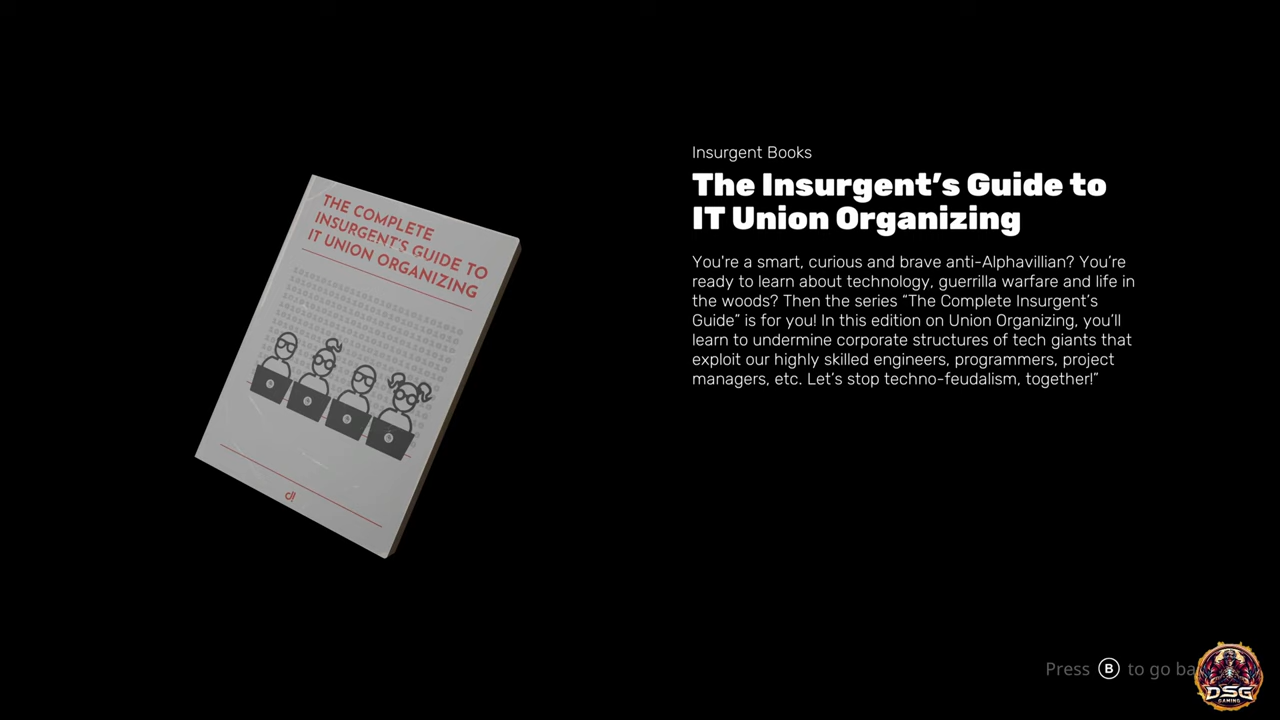 THE COMPLETE
INSURGENT'S GUIDE TO
IT UNION ORGANIZING
d!
Insurgent Books
The Insurgent's Guide to
IT Union Organizing
You're a smart, curious and brave anti-Alphavillian? You're
ready to learn about technology, guerrilla warfare and life in
the woods? Then the series "The Complete Insurgent's
Guide" is for you! In this edition on Union Organizing, you'll
learn to undermine corporate structures of tech giants that
exploit our highly skilled engineers, programmers, project
managers, etc. Let's stop techno-feudalism, together!"
Press B to go ba
DSG
GAMING